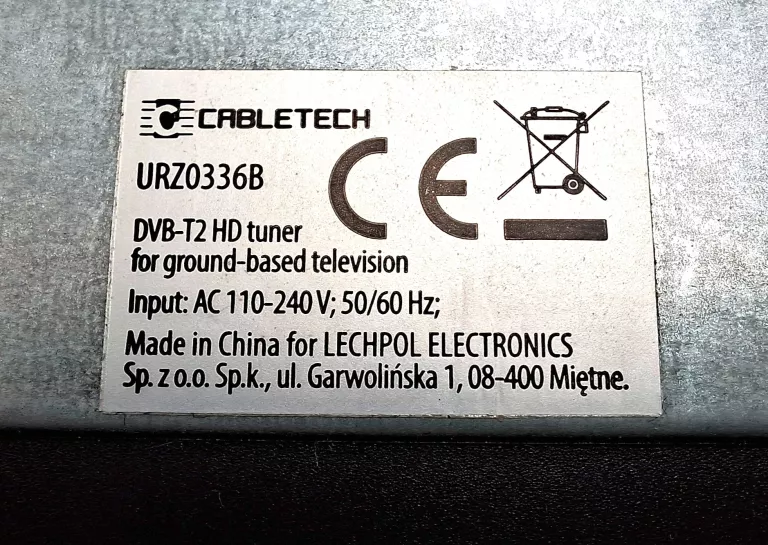 CABLETECH
URZ0336B
CE
DVB-T2 HD tuner
for ground-based television
Input: AC 110-240 V; 50/60 Hz;
Made in China for LECHPOL ELECTRONICS
Sp. z o.o. Sp.k., ul. Garwolińska 1, 08-400 Miętne.